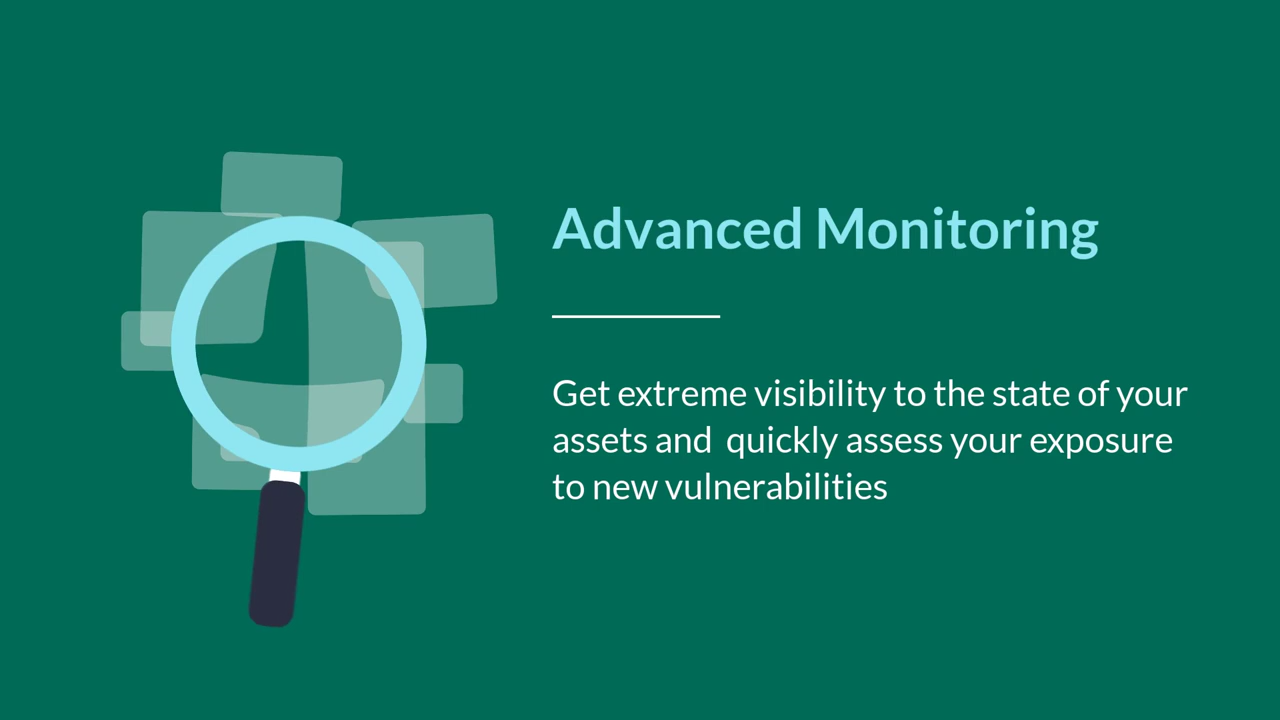 Advanced Monitoring
Get extreme visibility to the state of your
assets and  quickly assess your exposure
to new vulnerabilities